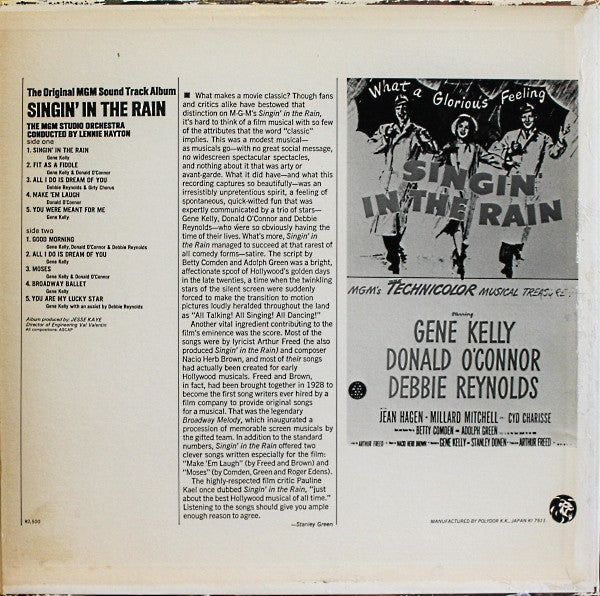 The Original MGM Sound Track Album
SINGIN' IN THE RAIN
THE MGM STUDIO ORCHESTRA
CONDUCTED BY LENNIE HAYTON
side one
1. SINGIN' IN THE RAIN
Gene Kelly
2. FIT AS A FIDDLE
Gene Kelly & Donald O'Connor
3. ALL I DO IS DREAM OF YOU
Debbie Reynolds & Girly Chorus
4. MAKE 'EM LAUGH
Donald O'Connor
5. YOU WERE MEANT FOR ME
Gene Kelly
side two
1. GOOD MORNING
Gene Kelly, Donald O'Connor & Debbie Reynolds
2. ALL I DO IS DREAM OF YOU
Gene Kelly
3. MOSES
Gene Kelly & Donald O'Connor
4. BROADWAY BALLET
Gene Kelly
5. YOU ARE MY LUCKY STAR
Gene Kelly with an assist by Debbie Reynolds
Album produced by: JESSE KAYE
Director of Engineering Val Valentin
All compositions ASCAP
¥2,500
■ What makes a movie classic? Though fans
and critics alike have bestowed that
distinction on M-G-M's Singin' in the Rain,
it's hard to think of a film musical with so few
of the attributes that the word "classic"
implies. This was a modest musical—
as musicals go—with no great social message,
no widescreen spectacular spectacles,
and nothing about it that was arty or
avant-garde. What it did have—and what this
recording captures so beautifully—was an
irresistibly unpretentious spirit, a feeling of
spontaneous, quick-witted fun that was
expertly communicated by a trio of stars—
Gene Kelly, Donald O'Connor and Debbie
Reynolds—who were so obviously having the
time of their lives. What's more, Singin' in
the Rain managed to succeed at that rarest of
all comedy forms—satire. The script by
Betty Comden and Adolph Green was a bright,
affectionate spoof of Hollywood's golden days
in the late twenties, a time when the twinkling
stars of the silent screen were suddenly
forced to make the transition to motion
pictures loudly heralded throughout the land
as "All Talking! All Singing! All Dancing!"
Another vital ingredient contributing to the
film's eminence was the score. Most of the
songs were by lyricist Arthur Freed (he also
produced Singin' in the Rain) and composer
Nacio Herb Brown, and most of their songs
had actually been created for early
Hollywood musicals. Freed and Brown,
in fact, had been brought together in 1928 to
become the first song writers ever hired by a
film company to provide original songs
for a musical. That was the legendary
Broadway Melody, which inaugurated a
procession of memorable screen musicals by
the gifted team. In addition to the standard
numbers, Singin' in the Rain offered two
clever songs written especially for the film:
"Make 'Em Laugh" (by Freed and Brown) and
"Moses" (by Comden, Green and Roger Edens).
The highly-respected film critic Pauline
Kael once dubbed Singin' in the Rain, "just
about the best Hollywood musical of all time."
Listening to the songs should give you ample
enough reason to agree.
—Stanley Green
What a Glorious Feeling
SINGIN'
IN THE RAIN
MGM's TECHNICOLOR MUSICAL TREASURE
Starring
GENE KELLY
DONALD O'CONNOR
DEBBIE REYNOLDS
JEAN HAGEN • MILLARD MITCHELL CYD CHARISSE
BETTY COMDEN ADOLPH GREEN
ARTHUR FREED NACIO HERB BROWN GENE KELLY • STANLEY DONEN ARTHUR FREED
MANUFACTURED BY POLYDOR K.K., JAPAN KI 7911